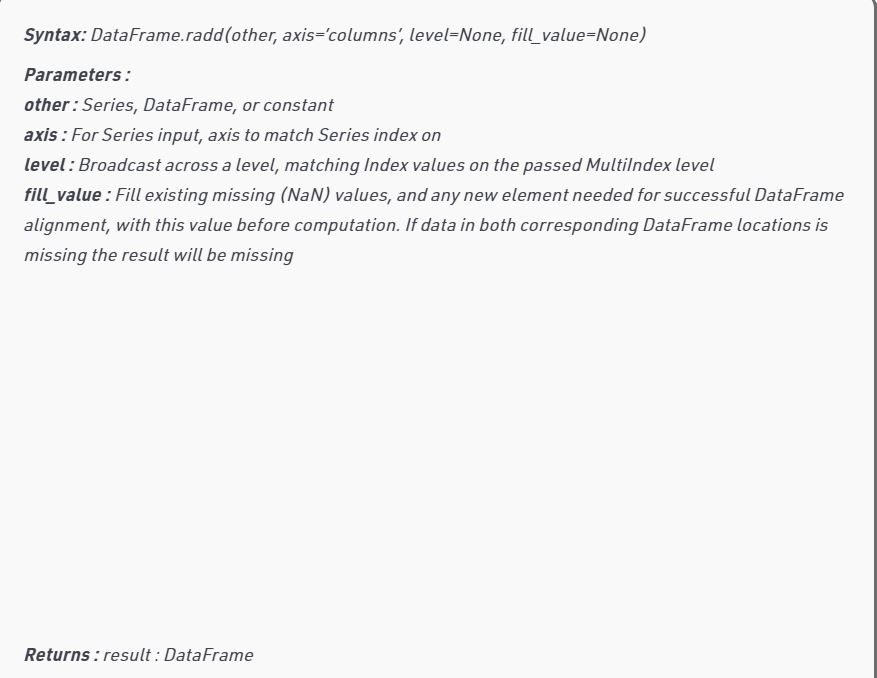 Syntax: DataFrame.radd(other, axis=’columns’, level=None, fill_value=None)
Parameters :
other : Series, DataFrame, or constant
axis : For Series input, axis to match Series index on
level : Broadcast across a level, matching Index values on the passed MultiIndex level
fill_value : Fill existing missing (NaN) values, and any new element needed for successful DataFrame
alignment, with this value before computation. If data in both corresponding DataFrame locations is
missing the result will be missing
Returns : result : DataFrame